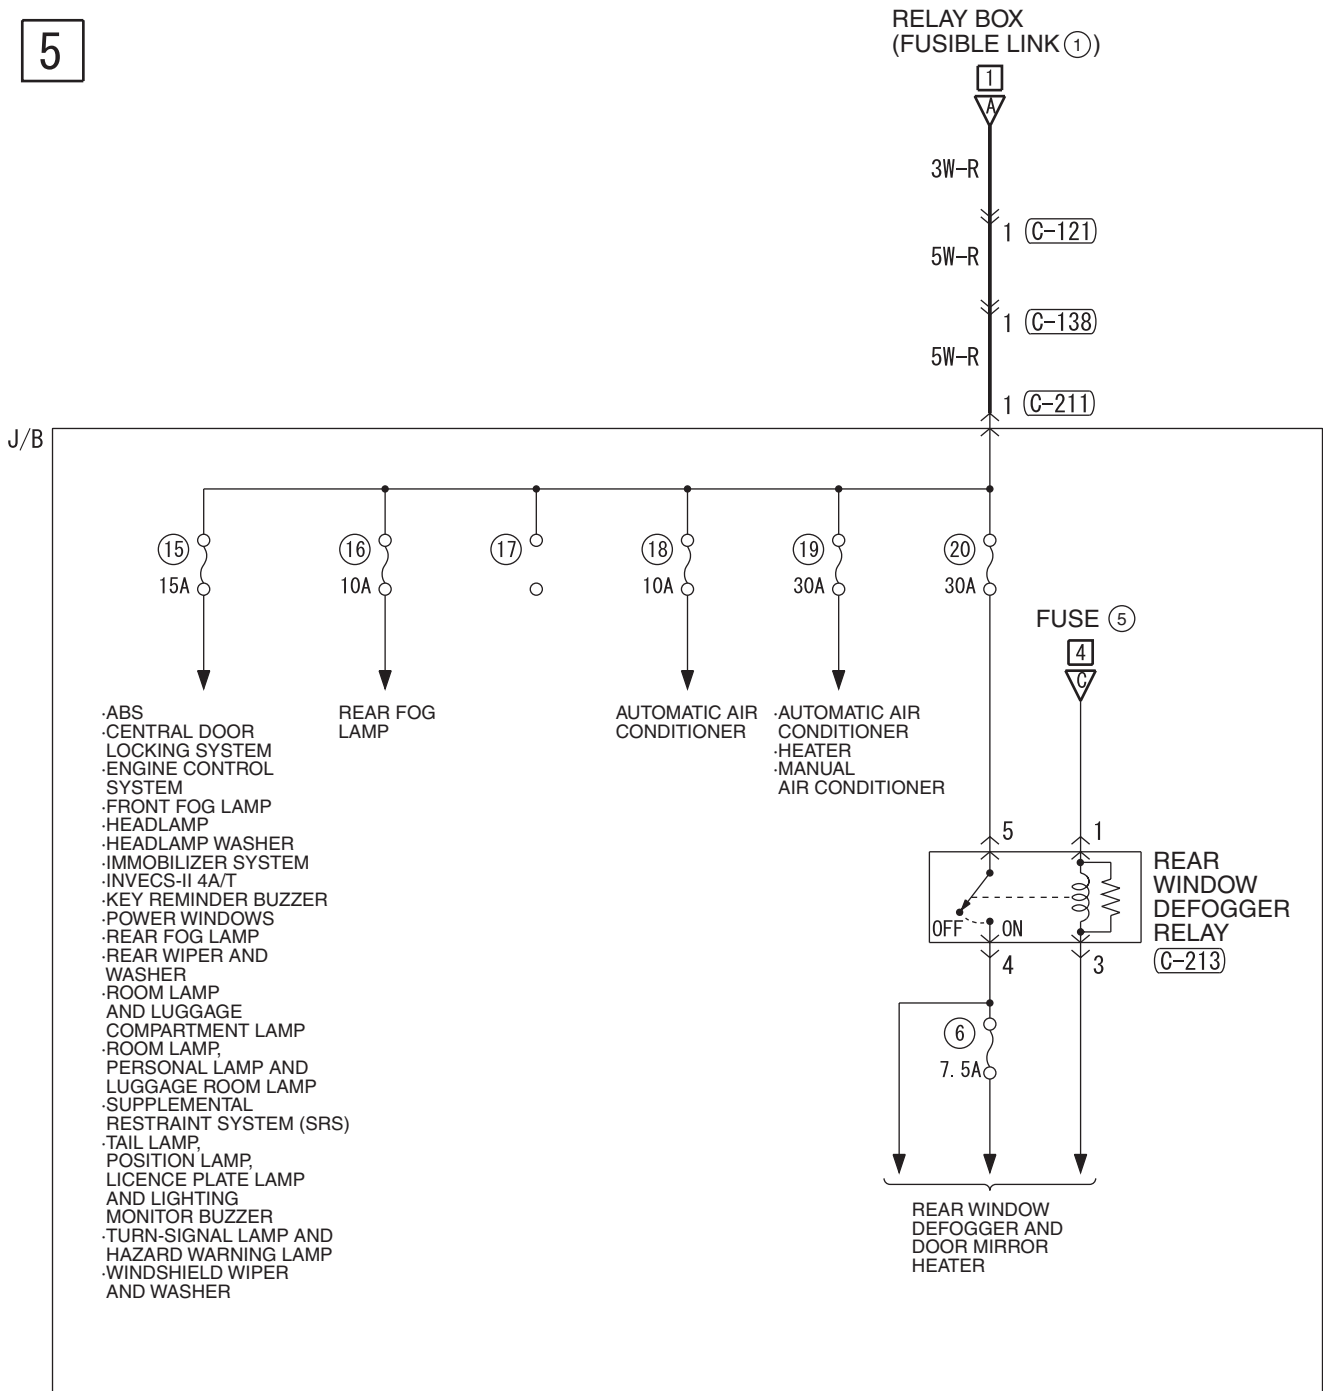 5
RELAY BOX
(FUSIBLE LINK ①)
1
A
3W-R
1 (C-121)
5W-R
1 (C-138)
5W-R
1 (C-211)
J/B
⑮
15A
⑯
10A
⑰
⑱
10A
⑲
30A
⑳
30A
FUSE ⑤
4
C
·ABS
·CENTRAL DOOR
LOCKING SYSTEM
·ENGINE CONTROL
SYSTEM
·FRONT FOG LAMP
·HEADLAMP
·HEADLAMP WASHER
·IMMOBILIZER SYSTEM
·INVECS-II 4A/T
·KEY REMINDER BUZZER
·POWER WINDOWS
·REAR FOG LAMP
·REAR WIPER AND
WASHER
·ROOM LAMP
AND LUGGAGE
COMPARTMENT LAMP
·ROOM LAMP,
PERSONAL LAMP AND
LUGGAGE ROOM LAMP
·SUPPLEMENTAL
RESTRAINT SYSTEM (SRS)
·TAIL LAMP,
POSITION LAMP,
LICENCE PLATE LAMP
AND LIGHTING
MONITOR BUZZER
·TURN-SIGNAL LAMP AND
HAZARD WARNING LAMP
·WINDSHIELD WIPER
AND WASHER
REAR FOG
LAMP
AUTOMATIC AIR
CONDITIONER
·AUTOMATIC AIR
CONDITIONER
·HEATER
·MANUAL
AIR CONDITIONER
5
1
OFF
ON
REAR
WINDOW
DEFOGGER
RELAY
(C-213)
4
3
⑥
7.5A
REAR WINDOW
DEFOGGER AND
DOOR MIRROR
HEATER